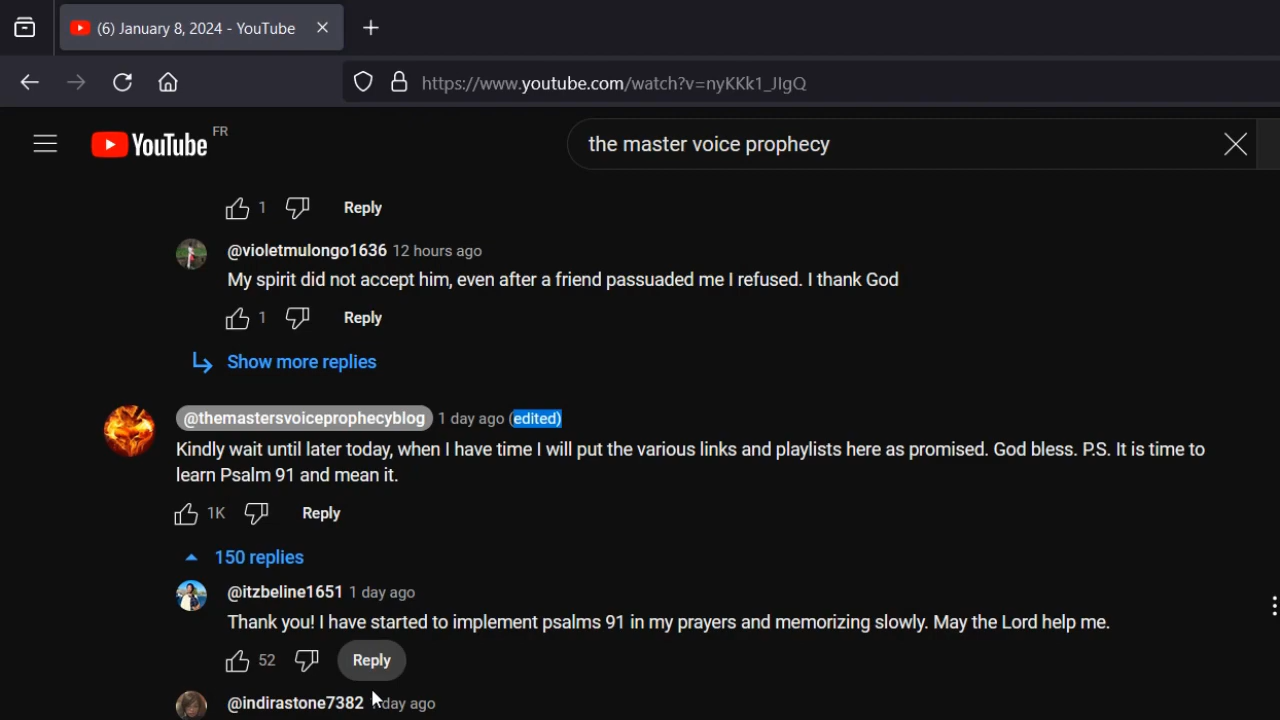 (6) January 8, 2024 - YouTube
https://www.youtube.com/watch?v=nyKKk1_JIgQ
YouTube FR
the master voice prophecy
1 Reply
@violetmulongo1636 12 hours ago
My spirit did not accept him, even after a friend passuaded me I refused. I thank God
1 Reply
Show more replies
@themastersvoiceprophecyblog 1 day ago (edited)
Kindly wait until later today, when I have time I will put the various links and playlists here as promised. God bless. P.S. It is time to
learn Psalm 91 and mean it.
1K Reply
150 replies
@itzbeline1651 1 day ago
Thank you! I have started to implement psalms 91 in my prayers and memorizing slowly. May the Lord help me.
52 Reply
@indirastone7382 day ago